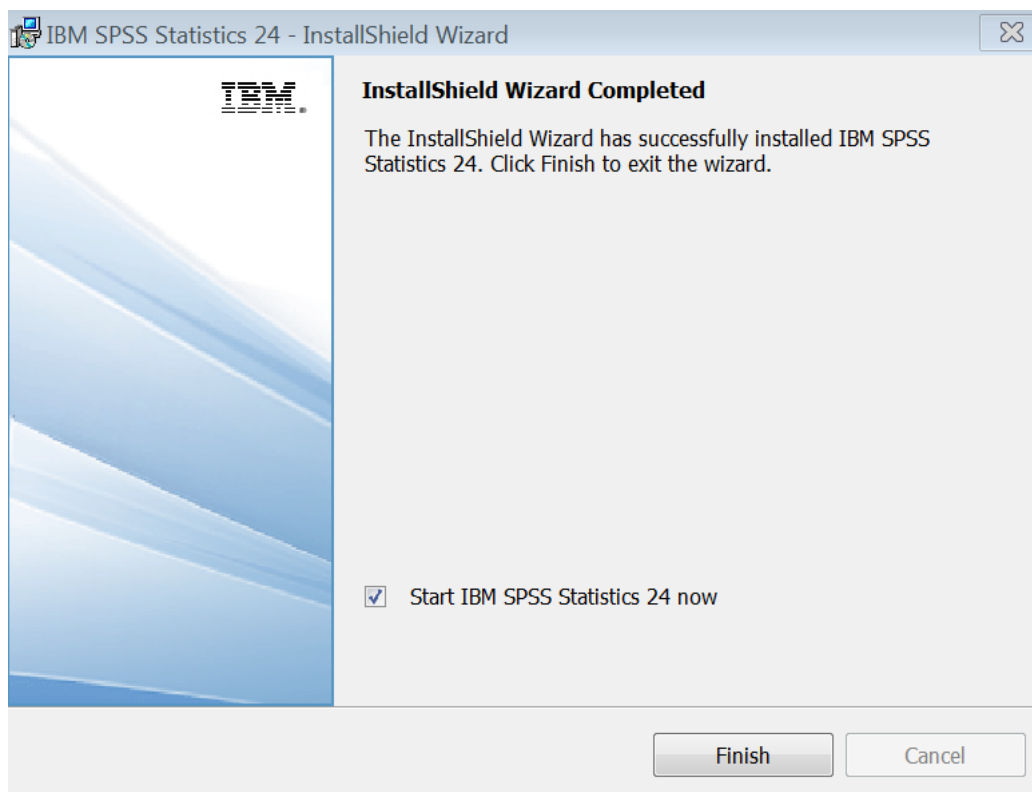 IBM SPSS Statistics 24 - InstallShield Wizard
IBM.
InstallShield Wizard Completed
The InstallShield Wizard has successfully installed IBM SPSS
Statistics 24. Click Finish to exit the wizard.
Start IBM SPSS Statistics 24 now
Finish
Cancel